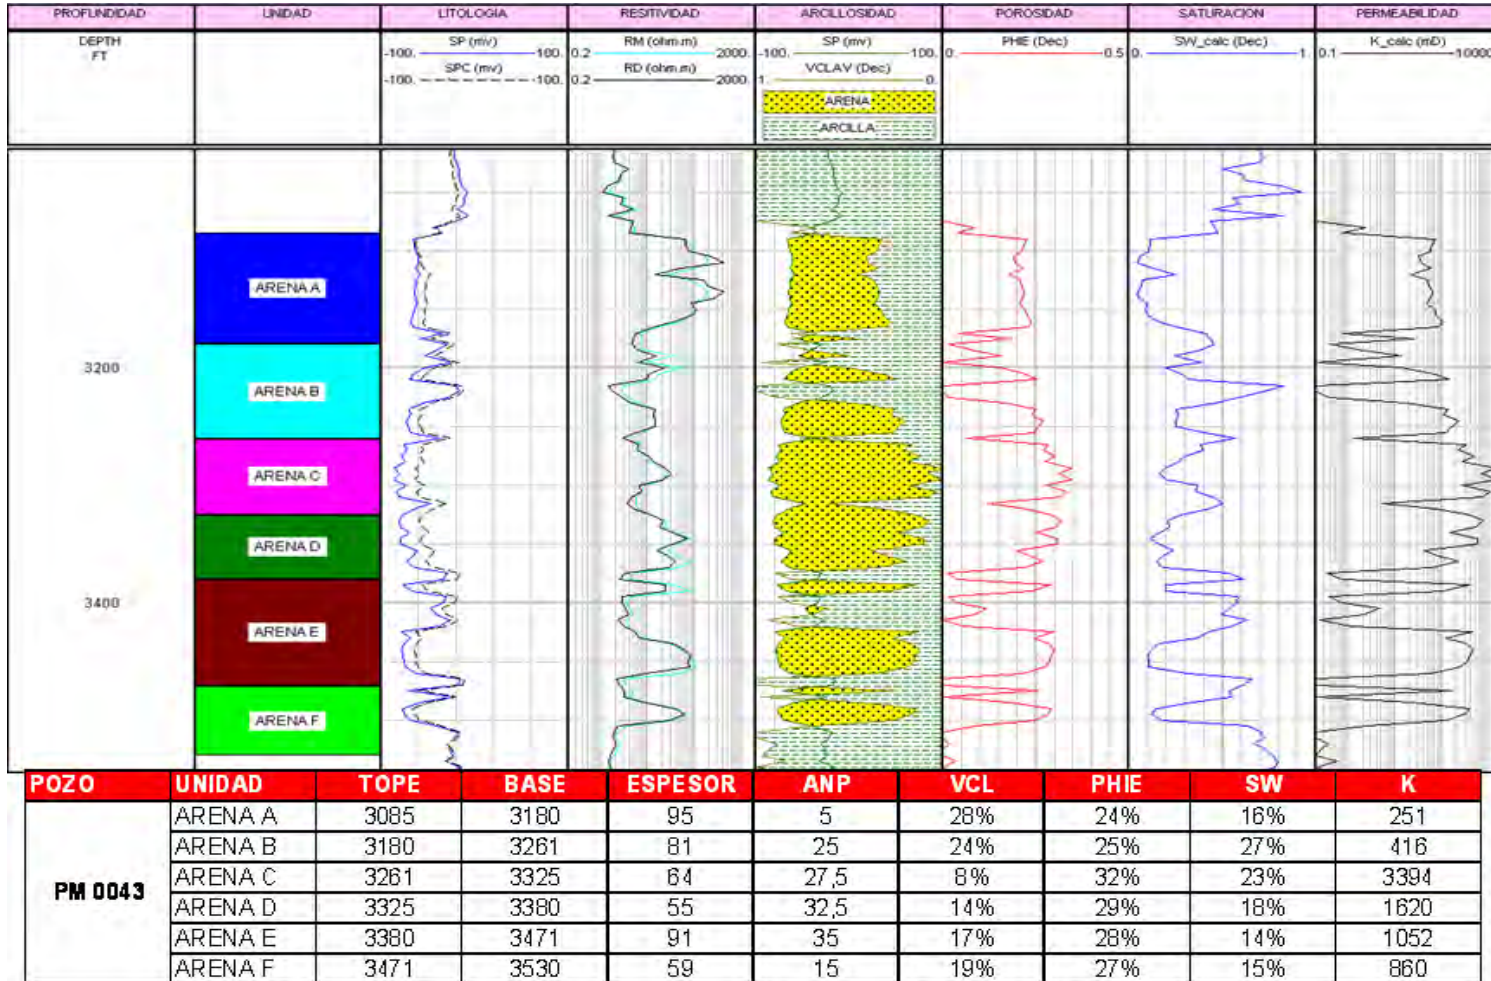 PROFUNDIDAD UNIDAD LITOLOGIA RESITIVIDAD ARCILLOSIDAD POROSIDAD SATURACION PERMEABILIDAD
DEPTH SP (mv) RM (ohm.m) SP (mv) PHIE (Dec) SW_calc (Dec) K_calc (mD)
FT -100. 100. 0.2 2000. -100. 100. 0. 0.5 0. 1. 0.1 10000
SPC (mv) RD (ohm.m) VCLAV (Dec)
-100. 100. 0.2 2000. 1. 0.
ARENA
ARCILLA
ARENA A
3200
ARENA B
ARENA C
ARENA D
3400
ARENA E
ARENA F
POZO UNIDAD TOPE BASE ESPESOR ANP VCL PHIE SW K
ARENA A 3085 3180 95 5 28% 24% 16% 251
ARENA B 3180 3261 81 25 24% 25% 27% 416
ARENA C 3261 3325 64 27,5 8% 32% 23% 3394
PM 0043
ARENA D 3325 3380 55 32,5 14% 29% 18% 1620
ARENA E 3380 3471 91 35 17% 28% 14% 1052
ARENA F 3471 3530 59 15 19% 27% 15% 860